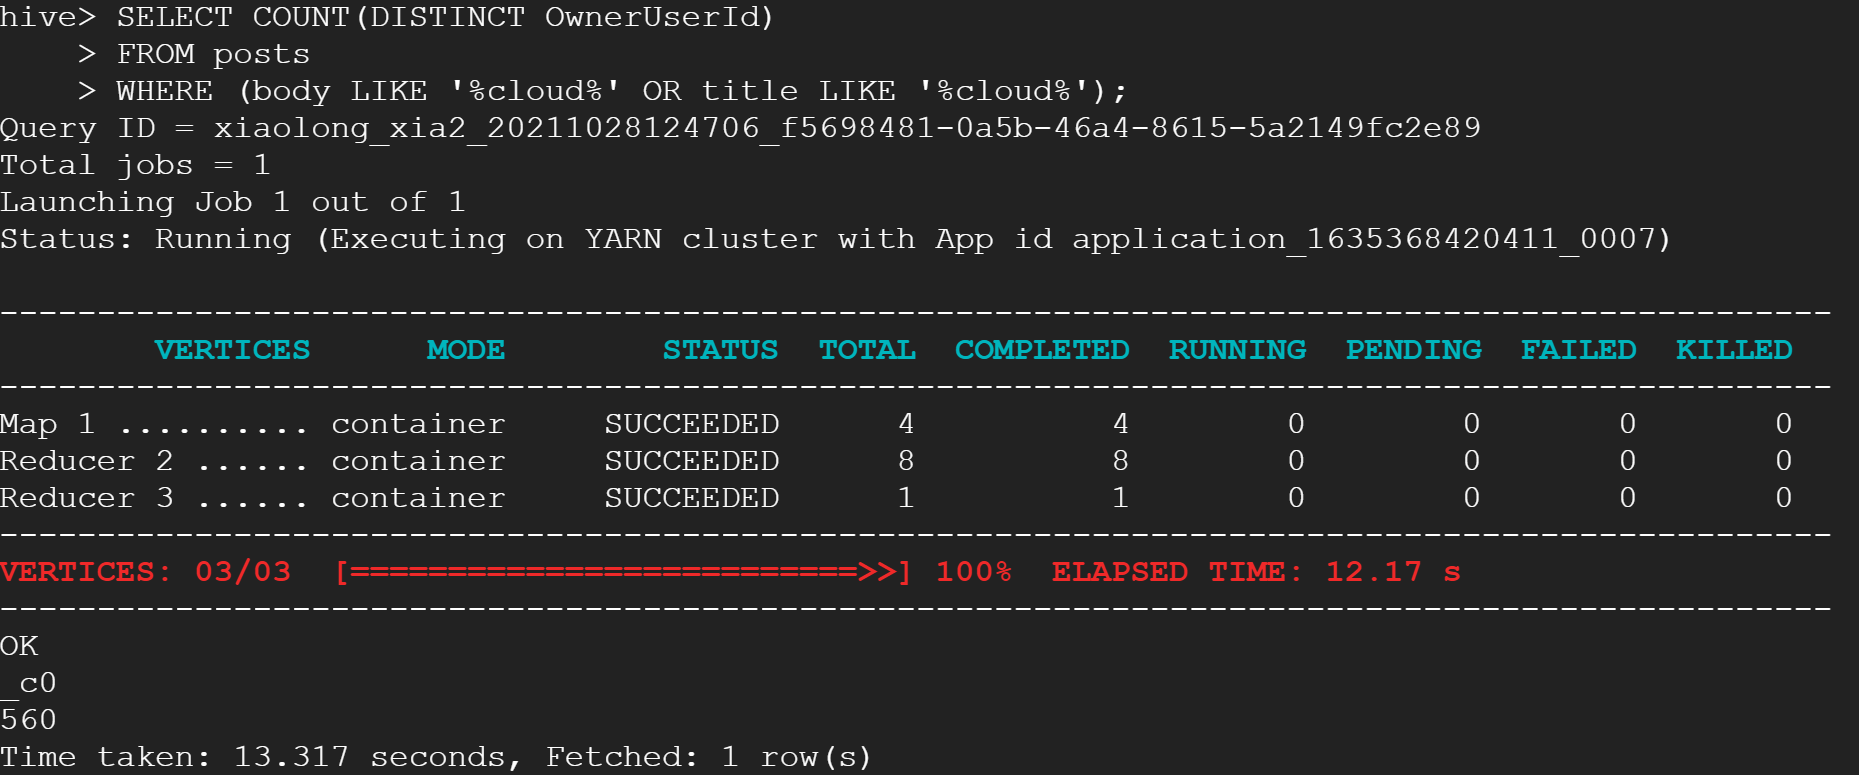 hive> SELECT COUNT(DISTINCT OwnerUserId)
    > FROM posts
    > WHERE (body LIKE '%cloud%' OR title LIKE '%cloud%');
Query ID = xiaolong_xia2_20211028124706_f5698481-0a5b-46a4-8615-5a2149fc2e89
Total jobs = 1
Launching Job 1 out of 1
Status: Running (Executing on YARN cluster with App id application_1635368420411_0007)

----------------------------------------------------------------------------------------------
        VERTICES      MODE        STATUS  TOTAL  COMPLETED  RUNNING  PENDING  FAILED  KILLED
----------------------------------------------------------------------------------------------
Map 1 .......... container     SUCCEEDED      4          4        0        0       0       0
Reducer 2 ...... container     SUCCEEDED      8          8        0        0       0       0
Reducer 3 ...... container     SUCCEEDED      1          1        0        0       0       0
----------------------------------------------------------------------------------------------
VERTICES: 03/03  [==========================>>] 100%  ELAPSED TIME: 12.17 s
----------------------------------------------------------------------------------------------
OK
_c0
560
Time taken: 13.317 seconds, Fetched: 1 row(s)